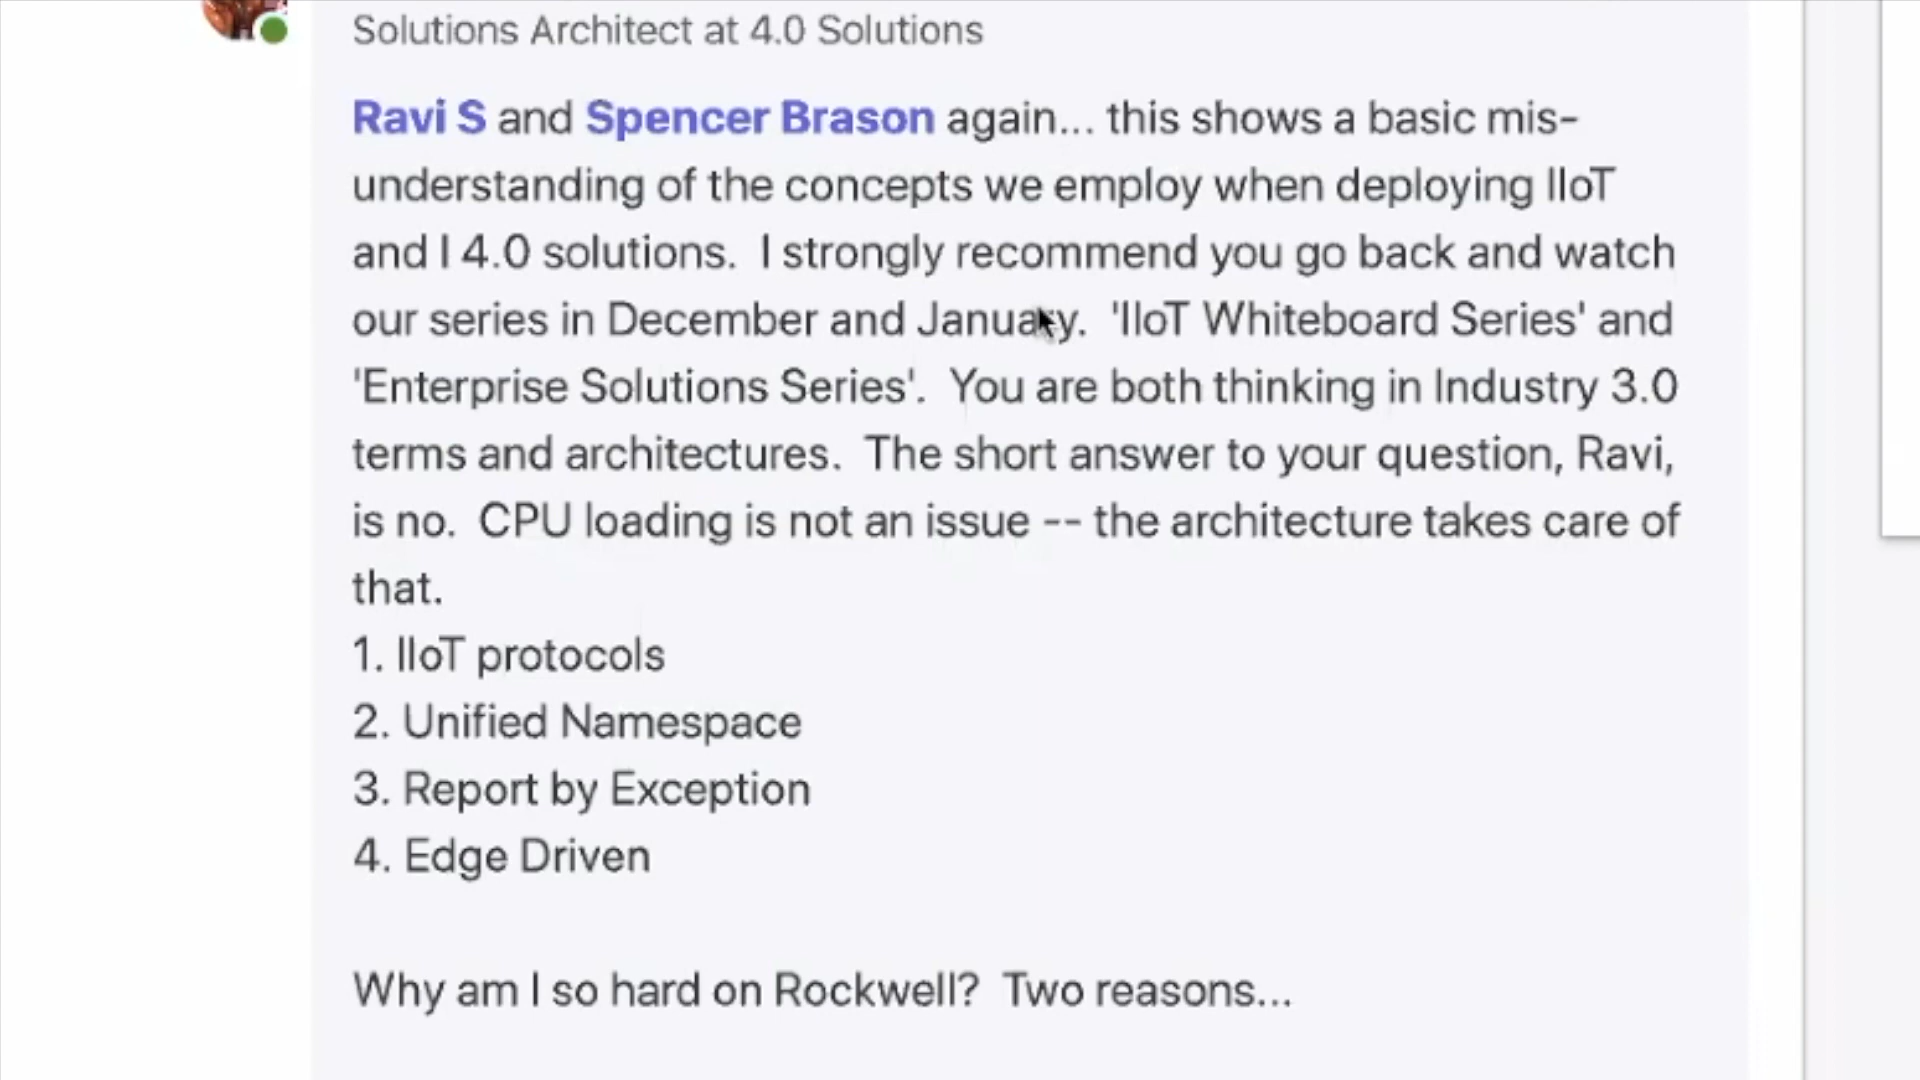 Solutions Architect at 4.0 Solutions
Ravi S and Spencer Brason again... this shows a basic mis-
understanding of the concepts we employ when deploying IIoT
and I 4.0 solutions.  I strongly recommend you go back and watch
our series in December and January.  'IIoT Whiteboard Series' and
'Enterprise Solutions Series'.  You are both thinking in Industry 3.0
terms and architectures.  The short answer to your question, Ravi,
is no.  CPU loading is not an issue -- the architecture takes care of
that.
1. IIoT protocols
2. Unified Namespace
3. Report by Exception
4. Edge Driven
Why am I so hard on Rockwell?  Two reasons...